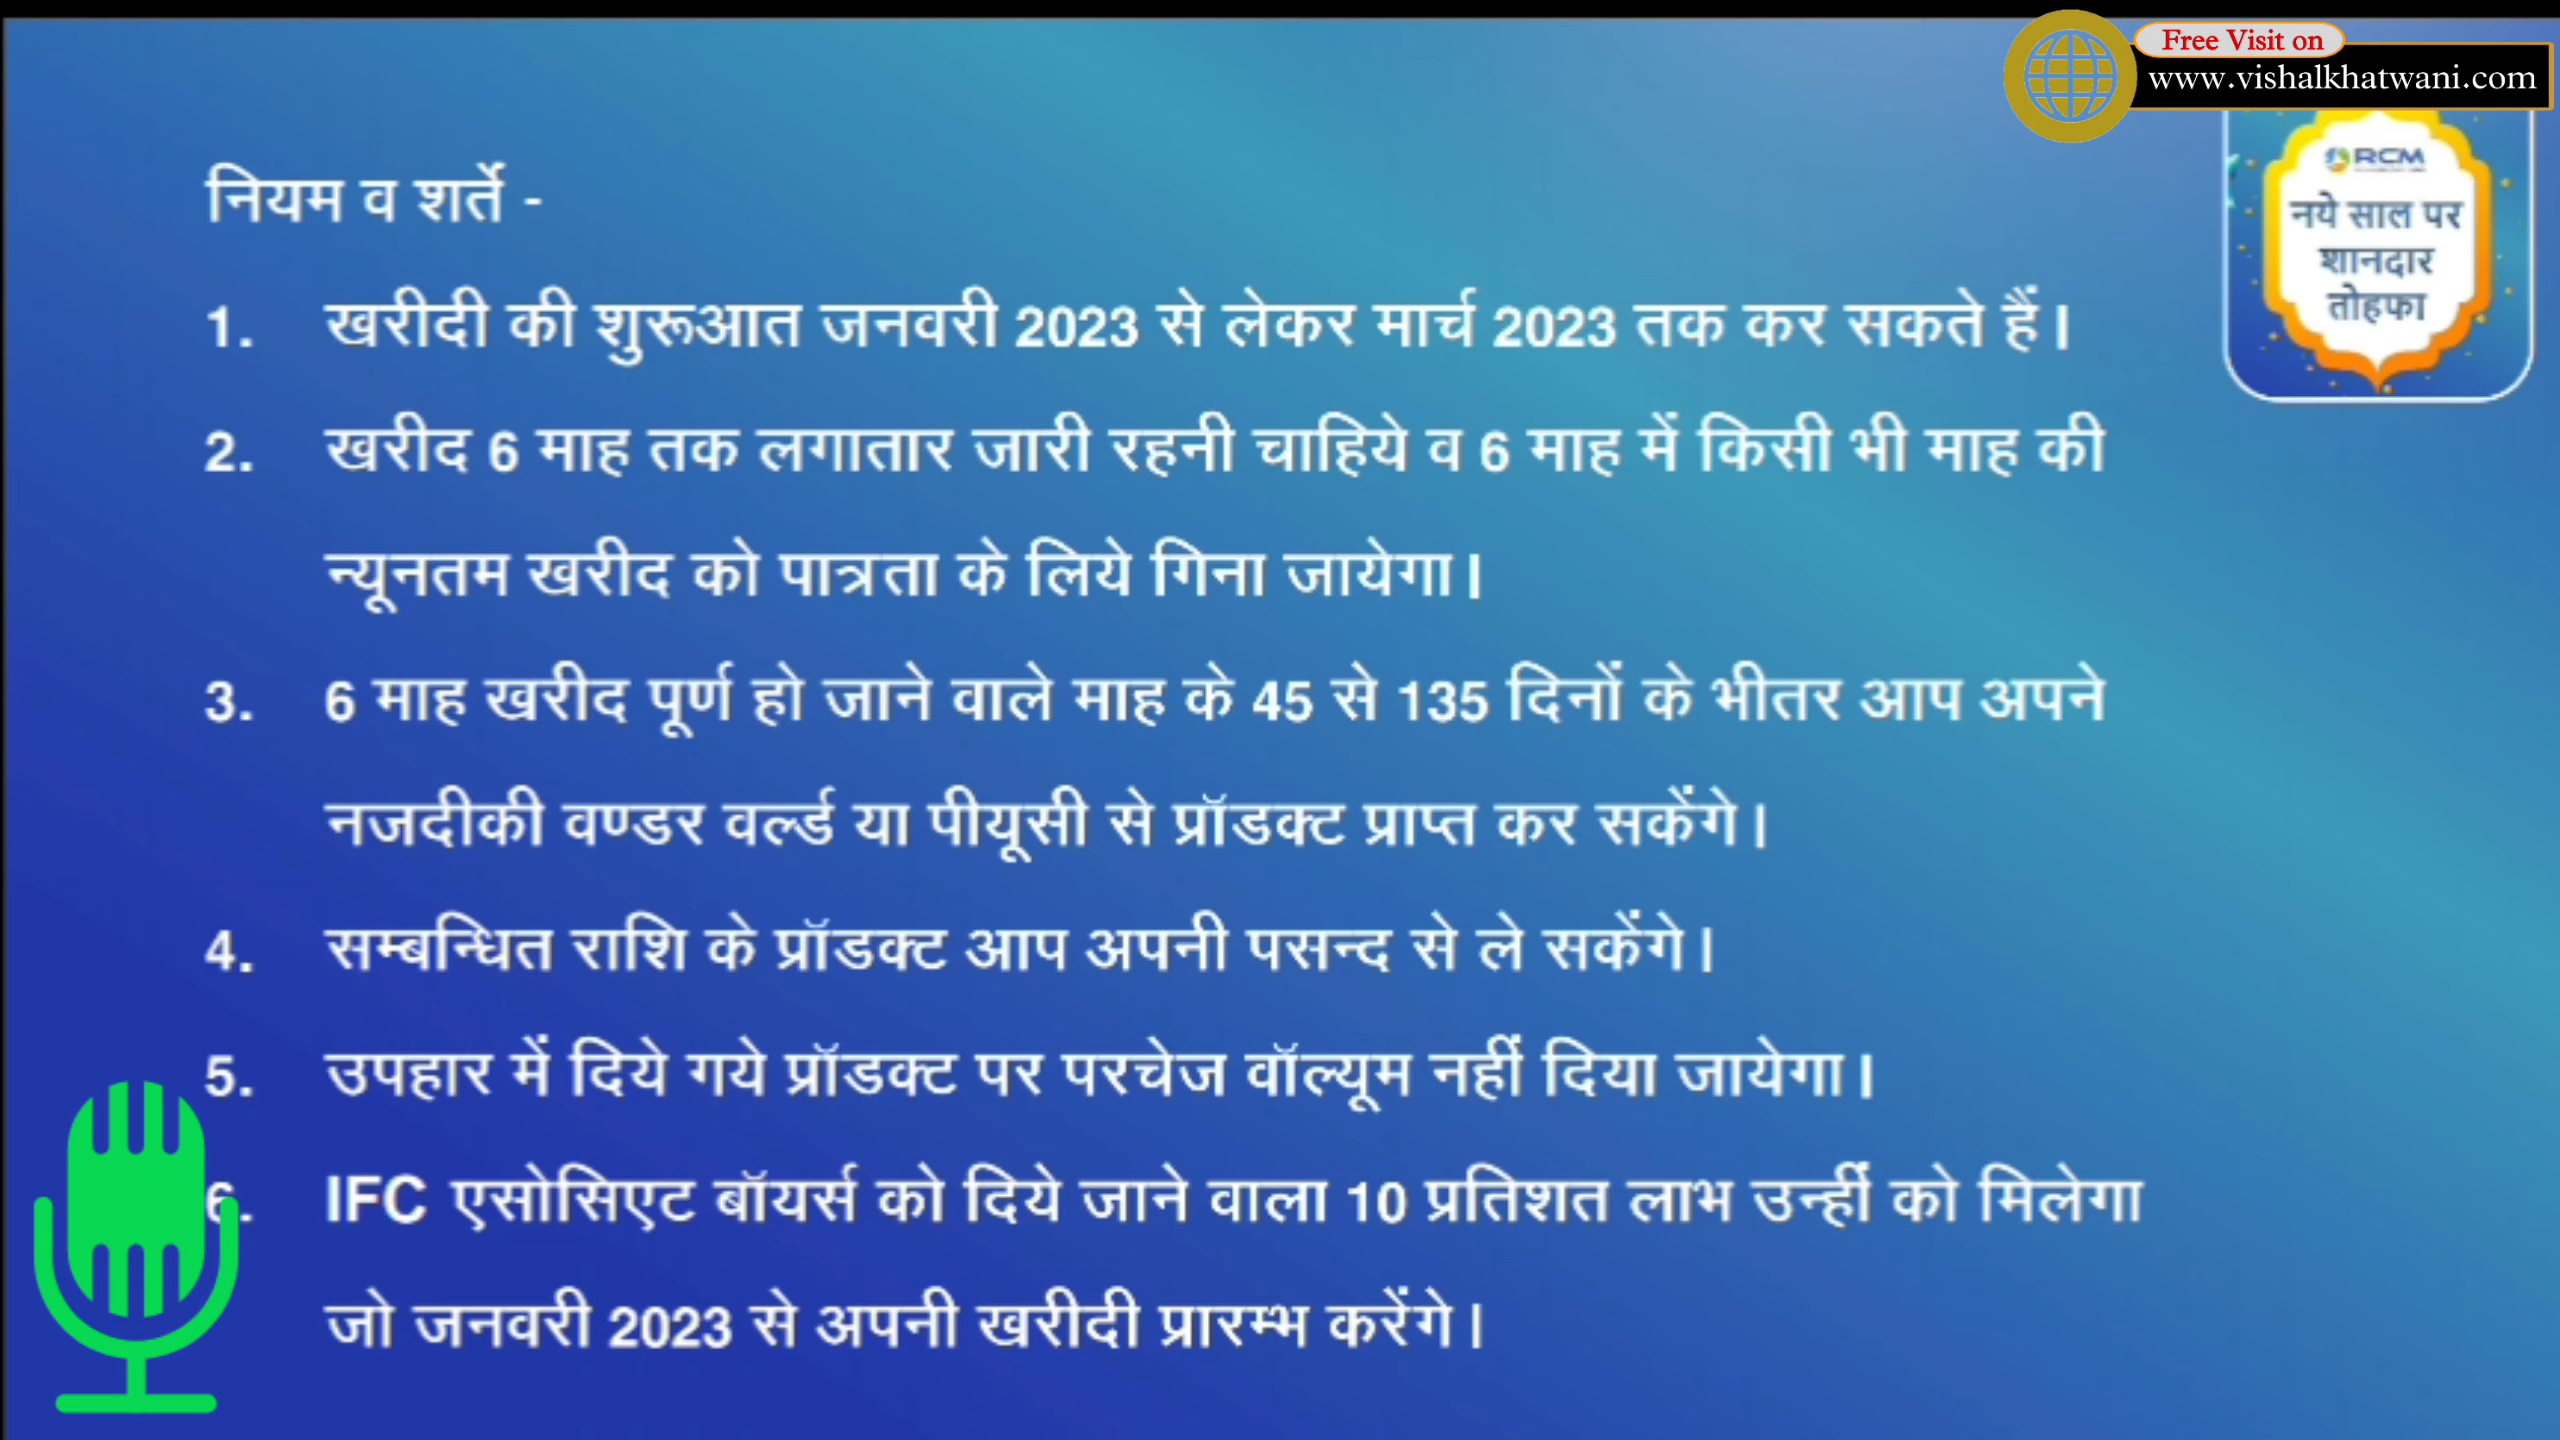 Free Visit on
www.vishalkhatwani.com
RCM
नये साल पर
शानदार
तोहफा
नियम व शर्ते -
1. खरीदी की शुरूआत जनवरी 2023 से लेकर मार्च 2023 तक कर सकते हैं।
2. खरीद 6 माह तक लगातार जारी रहनी चाहिये व 6 माह में किसी भी माह की
न्यूनतम खरीद को पात्रता के लिये गिना जायेगा।
3. 6 माह खरीद पूर्ण हो जाने वाले माह के 45 से 135 दिनों के भीतर आप अपने
नजदीकी वण्डर वर्ल्ड या पीयूसी से प्रॉडक्ट प्राप्त कर सकेंगे।
4. सम्बन्धित राशि के प्रॉडक्ट आप अपनी पसन्द से ले सकेंगे।
5. उपहार में दिये गये प्रॉडक्ट पर परचेज वॉल्यूम नहीं दिया जायेगा।
6. IFC एसोसिएट बॉयर्स को दिये जाने वाला 10 प्रतिशत लाभ उन्हीं को मिलेगा
जो जनवरी 2023 से अपनी खरीदी प्रारम्भ करेंगे।